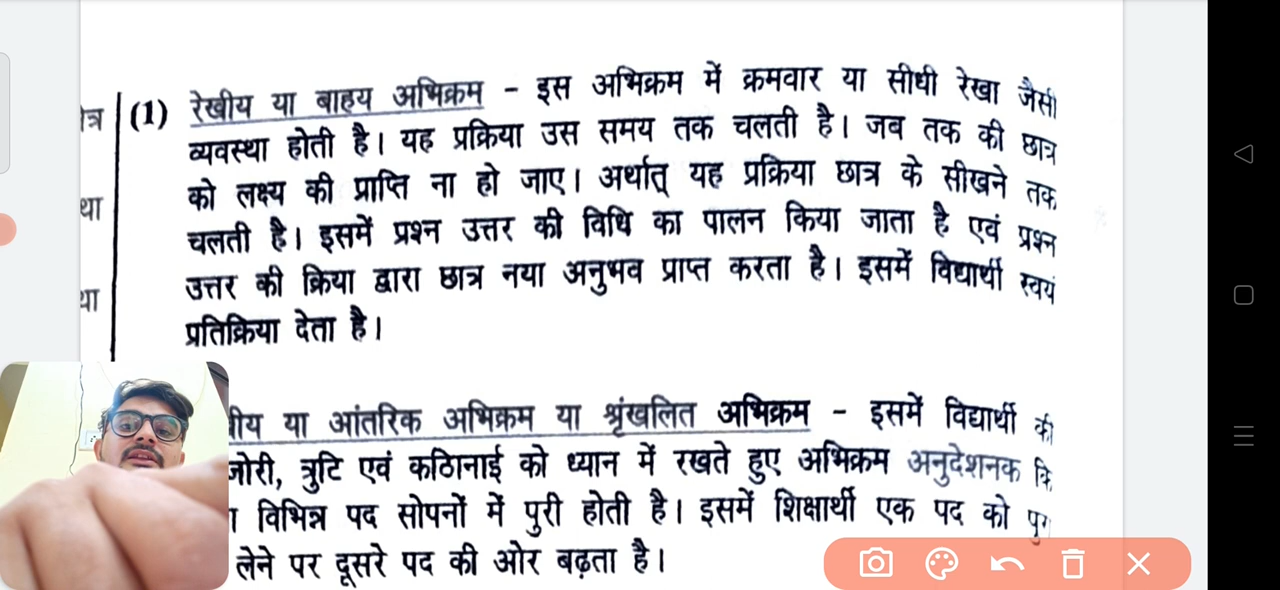 त्र
(1) रेखीय या बाहय अभिक्रम - इस अभिक्रम में क्रमवार या सीधी रेखा जैसी
व्यवस्था होती है। यह प्रक्रिया उस समय तक चलती है। जब तक की छात्र
को लक्ष्य की प्राप्ति ना हो जाए। अर्थात् यह प्रक्रिया छात्र के सीखने तक
था
चलती है। इसमें प्रश्न उत्तर की विधि का पालन किया जाता है एवं प्रश्न
उत्तर की क्रिया द्वारा छात्र नया अनुभव प्राप्त करता है। इसमें विद्यार्थी स्वयं
था
प्रतिक्रिया देता है।
या आंतरिक अभिक्रम या श्रृंखलित अभिक्रम - इसमें विद्यार्थी की
त्रुटि एवं कठिानाई को ध्यान में रखते हुए अभिक्रम अनुदेशनक
विभिन्न पद सोपनों में पुरी होती है। इसमें शिक्षार्थी एक पद को
लेने पर दूसरे पद की ओर बढ़ता है।